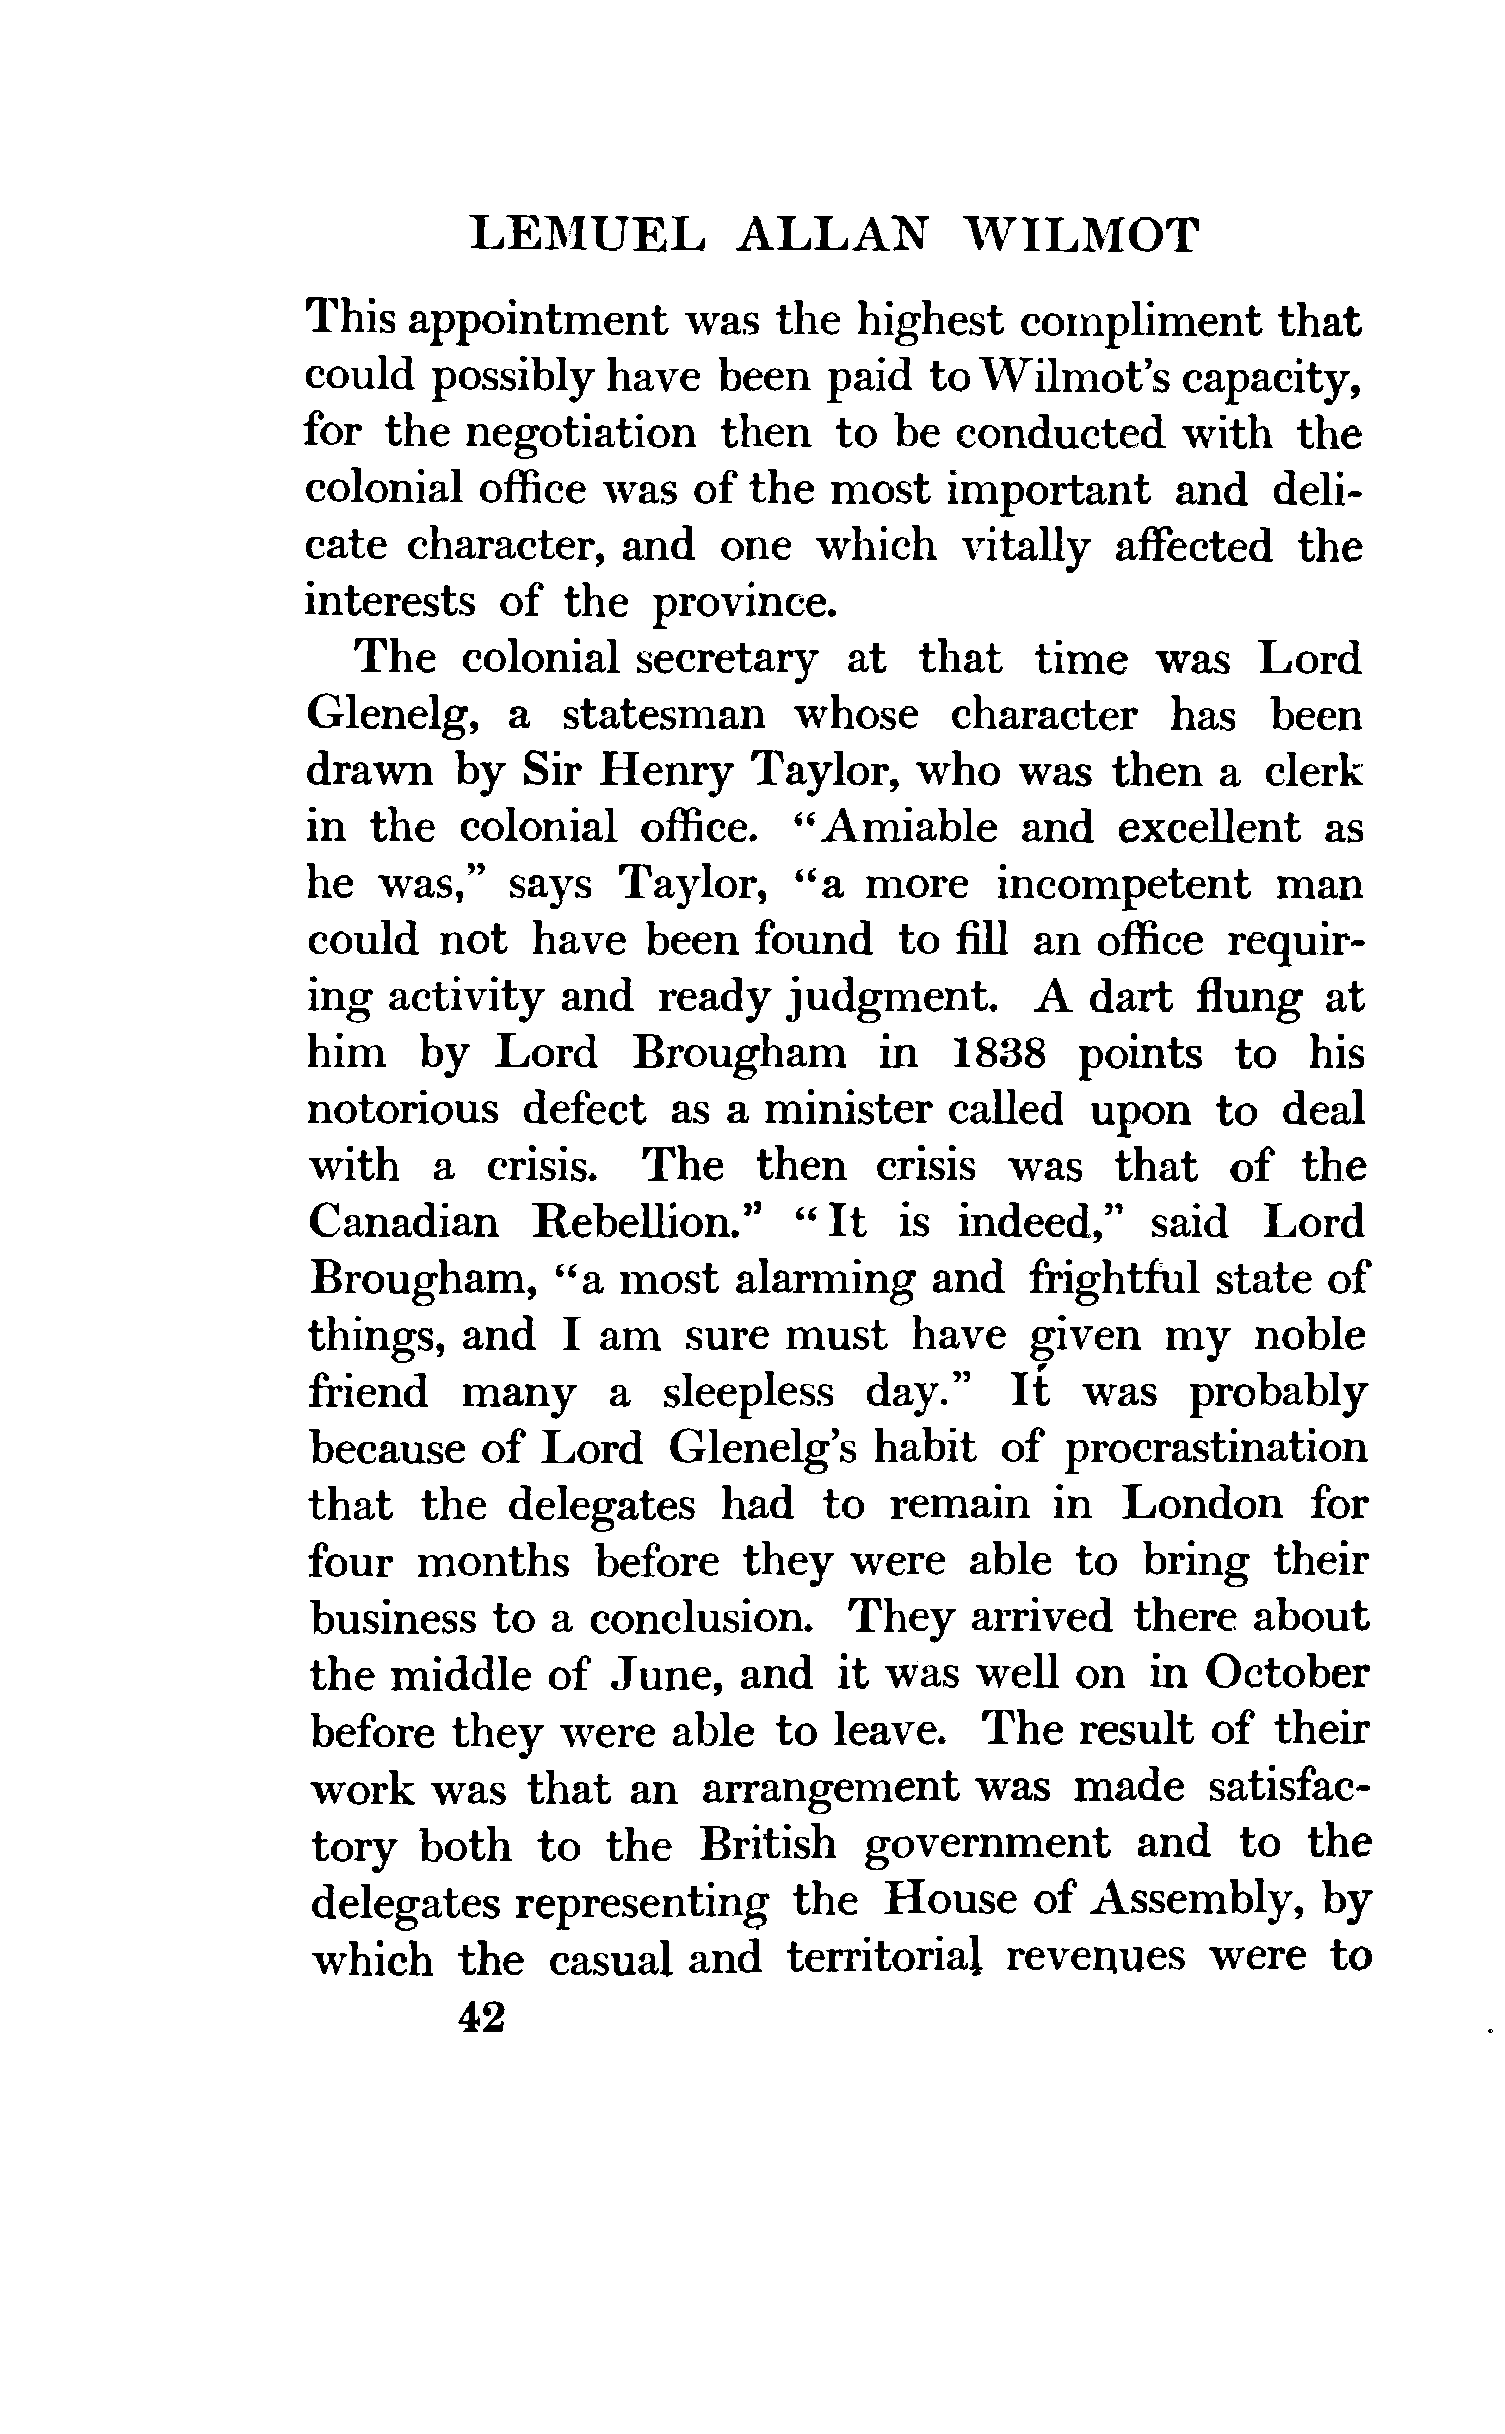 LEMUEL ALLAN WILMOT
This appointment was the highest compliment that
could possibly have been paid to Wilmot's capacity,
for the negotiation then to be conducted with the
colonial office was of the most important and deli-
cate character, and one which vitally affected the
interests of the province.
The colonial secretary at that time was Lord
Glenelg, a statesman whose character has been
drawn by Sir Henry Taylor, who was then a clerk
in the colonial office. "Amiable and excellent as
he was," says Taylor, "a more incompetent man
could not have been found to fill an office requir-
ing activity and ready judgment. A dart flung at
him by Lord Brougham in 1838 points to his
notorious defect as a minister called upon to deal
with a crisis. The then crisis was that of the
Canadian Rebellion." "It is indeed," said Lord
Brougham, "a most alarming and frightful state of
things, and I am sure must have given my noble
friend many a sleepless day." It was probably
because of Lord Glenelg's habit of procrastination
that the delegates had to remain in London for
four months before they were able to bring their
business to a conclusion. They arrived there about
the middle of June, and it was well on in October
before they were able to leave. The result of their
work was that an arrangement was made satisfac-
tory both to the British government and to the
delegates representing the House of Assembly, by
which the casual and territorial revenues were to
42